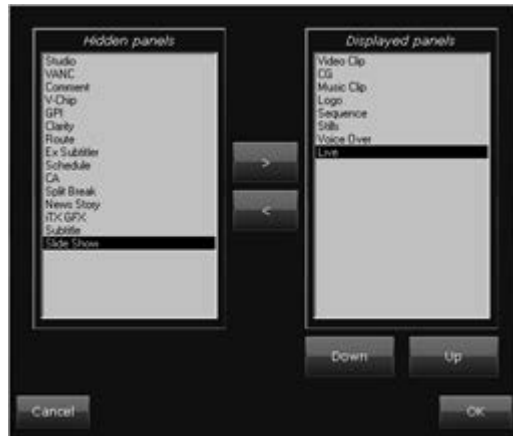 Hidden panels
Studio
VANC
Comment
V-Chip
GPI
Clarity
Route
Ex Subtitler
Schedule
CA
Split Break
News Story
iTX GFX
Subtitle
Slide Show
>
<
Displayed panels
Video Clip
CG
Music Clip
Logo
Sequence
Stills
Voice Over
Live
Down
Up
Cancel
OK